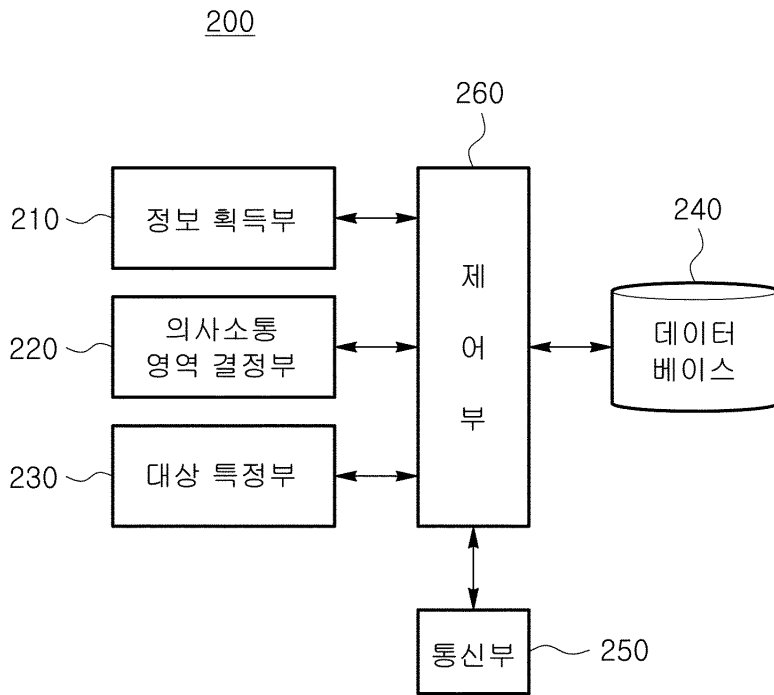 200
260
210
정보 획득부
240
제
어
부
의사소통
영역 결정부
220
데이터
베이스
230
대상 특정부
통신부
250